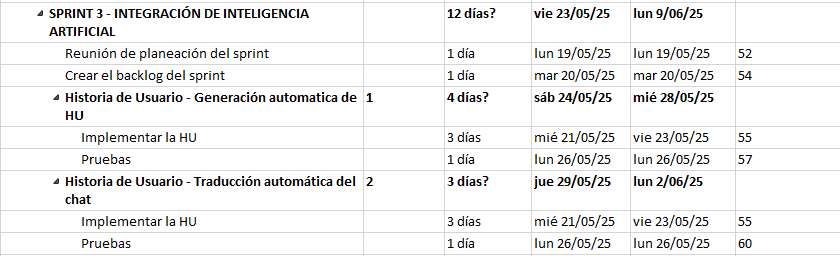 SPRINT 3 - INTEGRACIÓN DE INTELIGENCIA 12 días? vie 23/05/25 lun 9/06/25
ARTIFICIAL
Reunión de planeación del sprint 1 día lun 19/05/25 lun 19/05/25 52
Crear el backlog del sprint 1 día mar 20/05/25 mar 20/05/25 54
Historia de Usuario - Generación automatica de 1 4 días? sáb 24/05/25 mié 28/05/25
HU
Implementar la HU 3 días mié 21/05/25 vie 23/05/25 55
Pruebas 1 día lun 26/05/25 lun 26/05/25 57
Historia de Usuario - Traducción automática del 2 3 días? jue 29/05/25 lun 2/06/25
chat
Implementar la HU 3 días mié 21/05/25 vie 23/05/25 55
Pruebas 1 día lun 26/05/25 lun 26/05/25 60